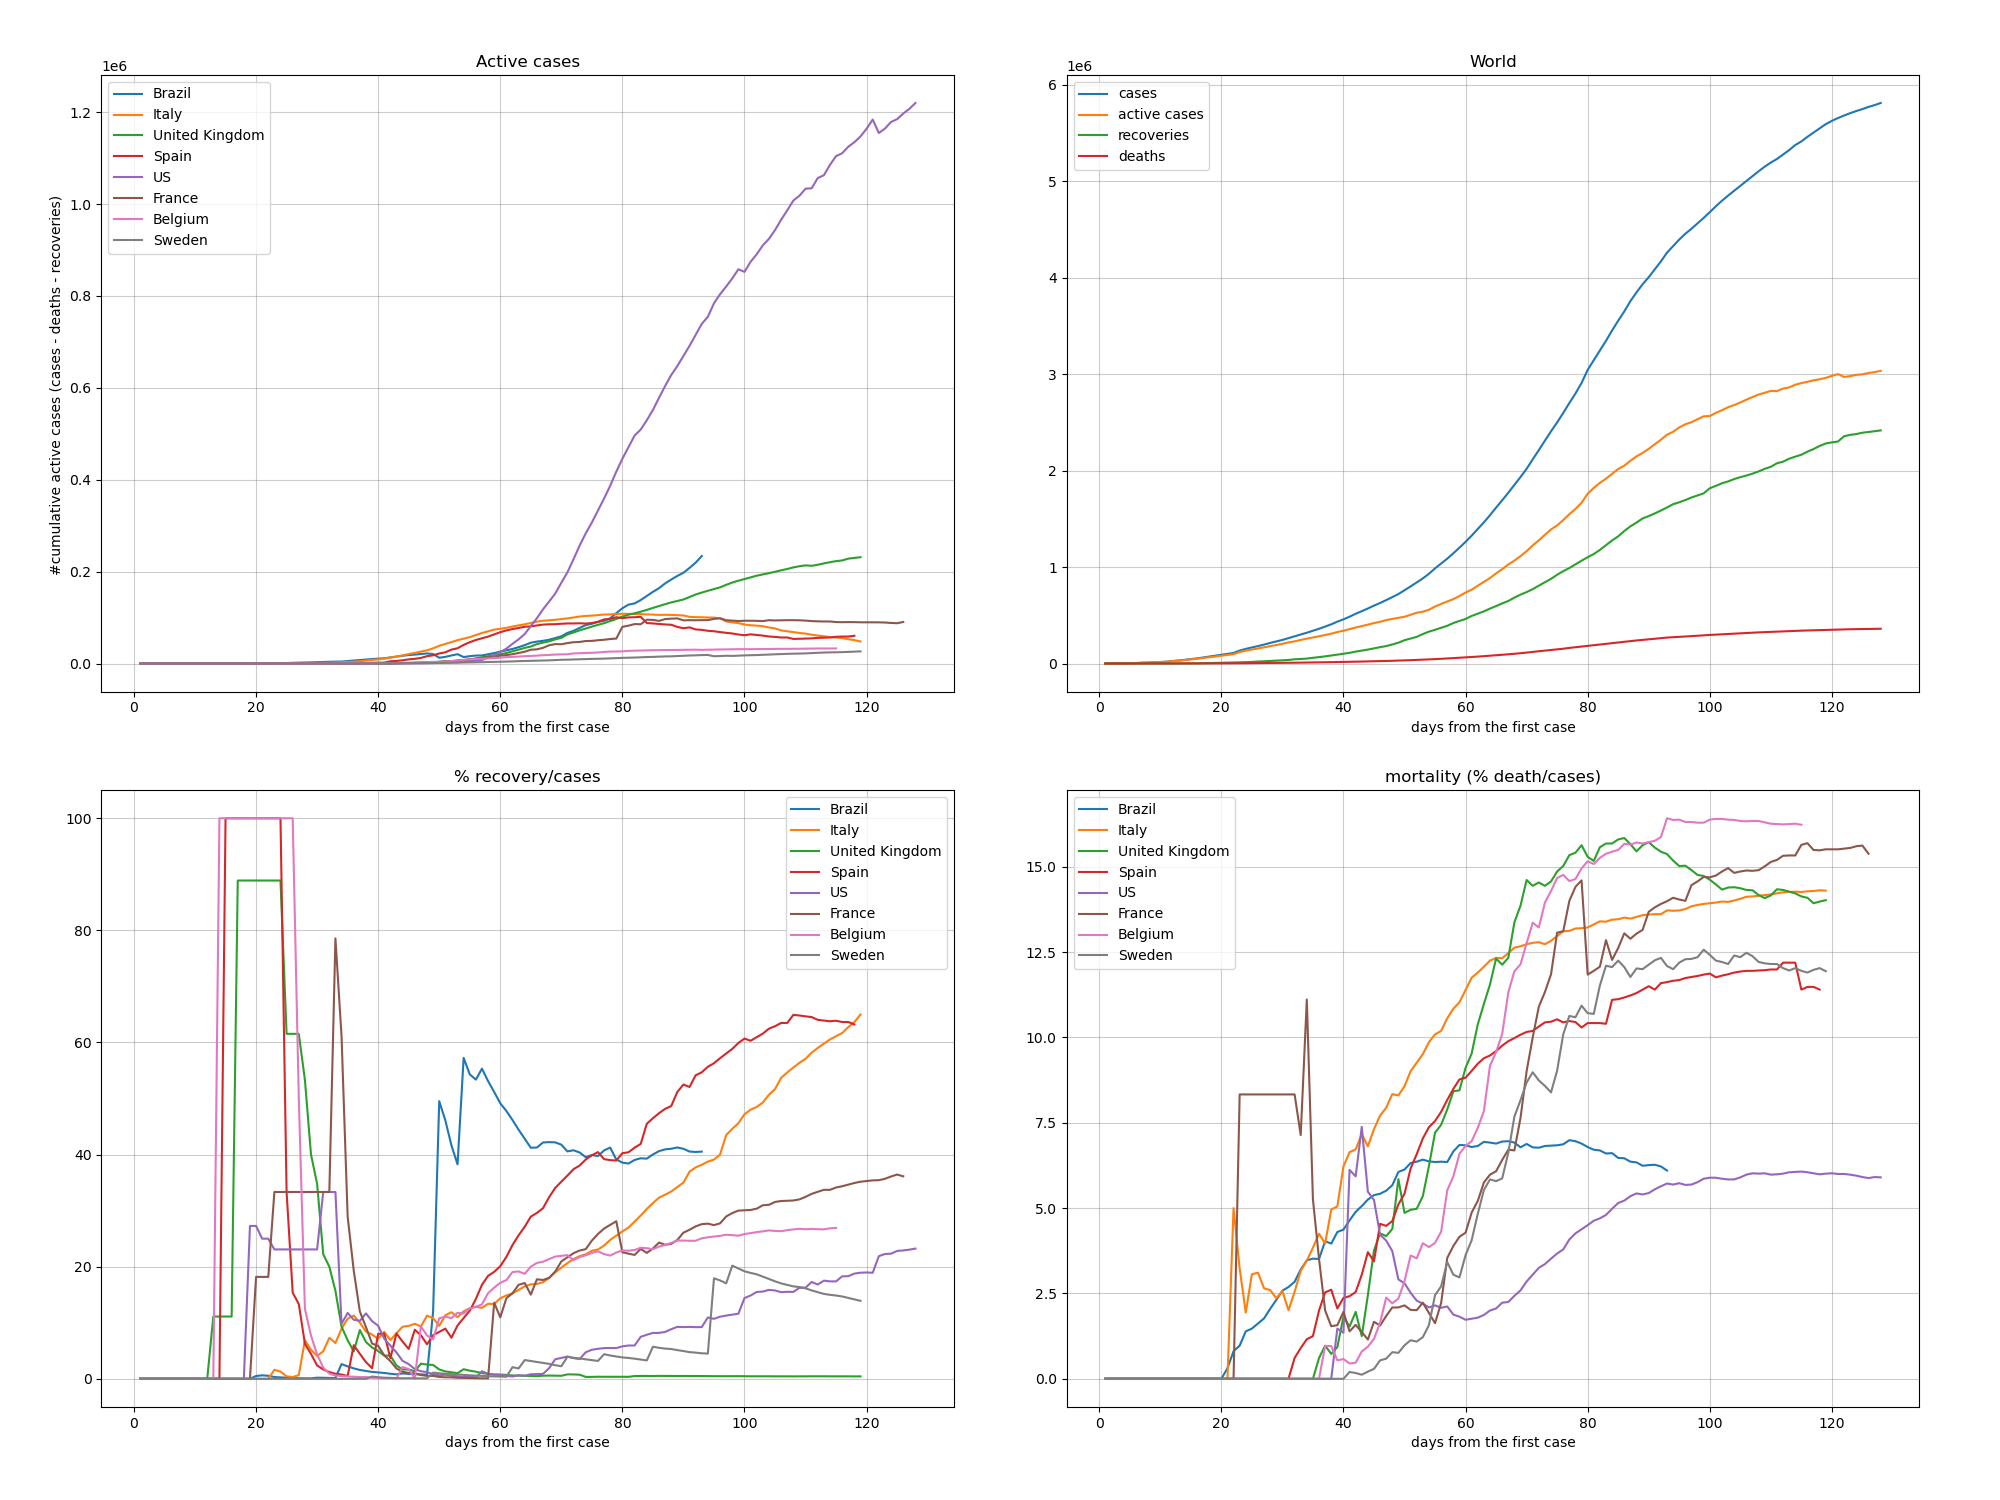 Active cases
1e6
Brazil
Italy
United Kingdom
Spain
US
France
Belgium
Sweden
#cumulative active cases (cases - deaths - recoveries)
1.2
1.0
0.8
0.6
0.4
0.2
0.0
0 20 40 60 80 100 120
days from the first case
World
1e6
cases
active cases
recoveries
deaths
6
5
4
3
2
1
0
0 20 40 60 80 100 120
days from the first case
% recovery/cases
Brazil
Italy
United Kingdom
Spain
US
France
Belgium
Sweden
100
80
60
40
20
0
0 20 40 60 80 100 120
days from the first case
mortality (% death/cases)
Brazil
Italy
United Kingdom
Spain
US
France
Belgium
Sweden
15.0
12.5
10.0
7.5
5.0
2.5
0.0
0 20 40 60 80 100 120
days from the first case